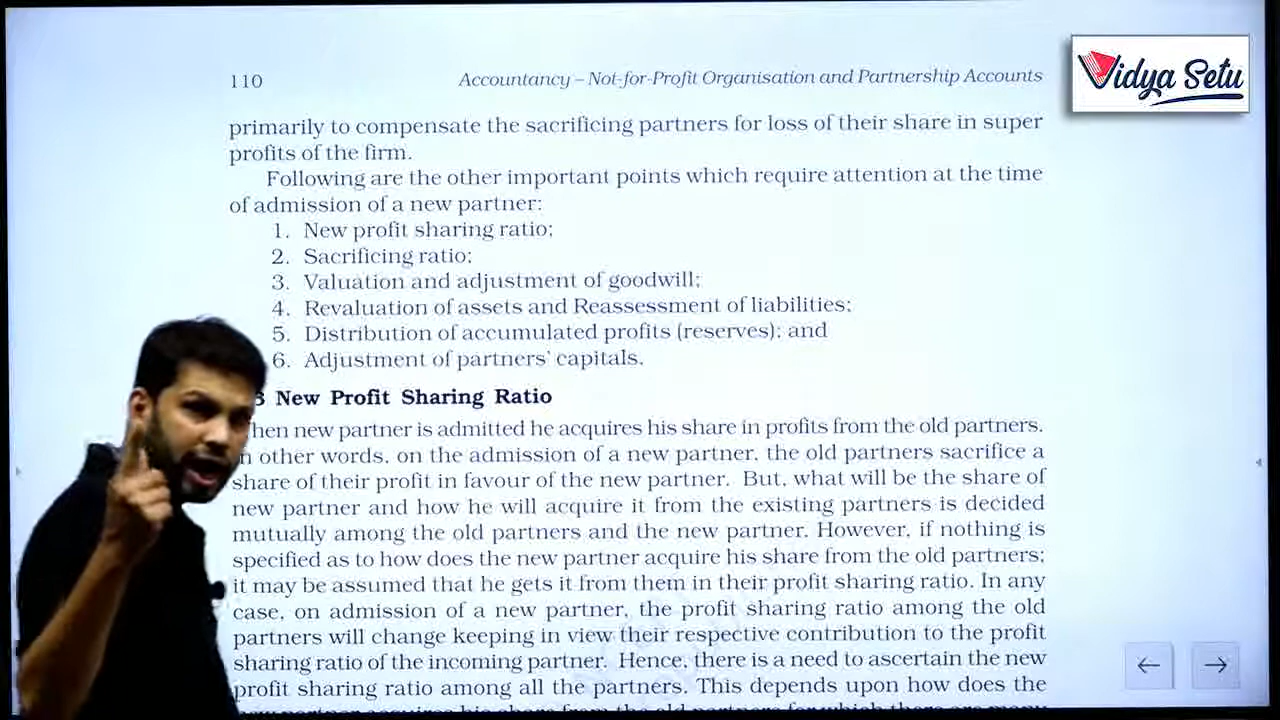 Vidya Setu
110 Accountancy – Not-for-Profit Organisation and Partnership Accounts
primarily to compensate the sacrificing partners for loss of their share in super
profits of the firm.
Following are the other important points which require attention at the time
of admission of a new partner:
1. New profit sharing ratio;
2. Sacrificing ratio;
3. Valuation and adjustment of goodwill;
4. Revaluation of assets and Reassessment of liabilities;
5. Distribution of accumulated profits (reserves); and
6. Adjustment of partners' capitals.
3 New Profit Sharing Ratio
hen new partner is admitted he acquires his share in profits from the old partners.
n other words, on the admission of a new partner, the old partners sacrifice a
share of their profit in favour of the new partner. But, what will be the share of
new partner and how he will acquire it from the existing partners is decided
mutually among the old partners and the new partner. However, if nothing is
specified as to how does the new partner acquire his share from the old partners;
it may be assumed that he gets it from them in their profit sharing ratio. In any
case, on admission of a new partner, the profit sharing ratio among the old
partners will change keeping in view their respective contribution to the profit
sharing ratio of the incoming partner. Hence, there is a need to ascertain the new
profit sharing ratio among all the partners. This depends upon how does the